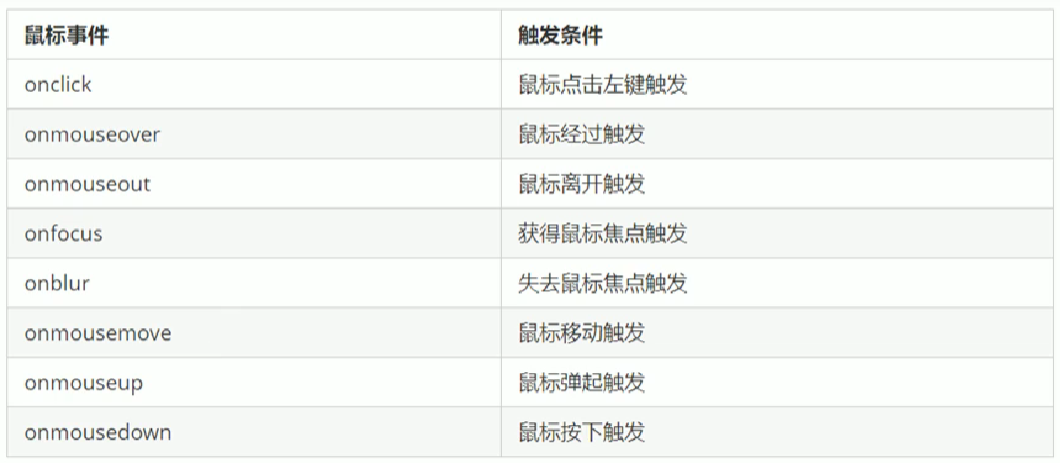 鼠标事件 触发条件
onclick 鼠标点击左键触发
onmouseover 鼠标经过触发
onmouseout 鼠标离开触发
onfocus 获得鼠标焦点触发
onblur 失去鼠标焦点触发
onmousemove 鼠标移动触发
onmouseup 鼠标弹起触发
onmousedown 鼠标按下触发